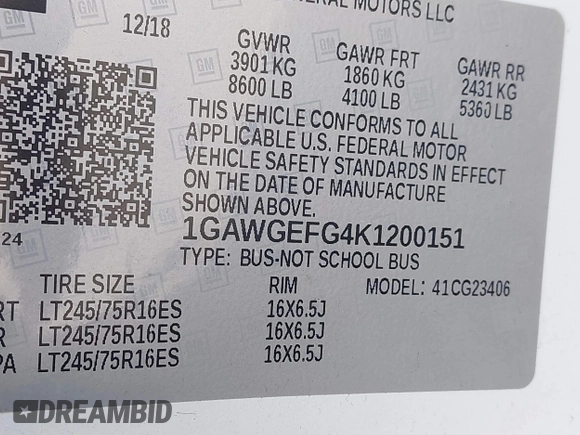 GENERAL MOTORS LLC
12/18
GVWR GAWR FRT GAWR RR
3901 KG 1860 KG 2431 KG
8600 LB 4100 LB 5360 LB
THIS VEHICLE CONFORMS TO ALL
APPLICABLE U.S. FEDERAL MOTOR
VEHICLE SAFETY STANDARDS IN EFFECT
ON THE DATE OF MANUFACTURE
SHOWN ABOVE.
24
1GAWGEFG4K1200151
TYPE: BUS-NOT SCHOOL BUS
TIRE SIZE RIM MODEL: 41CG23406
RT LT245/75R16ES 16X6.5J
R LT245/75R16ES 16X6.5J
PA LT245/75R16ES 16X6.5J
DREAMBID